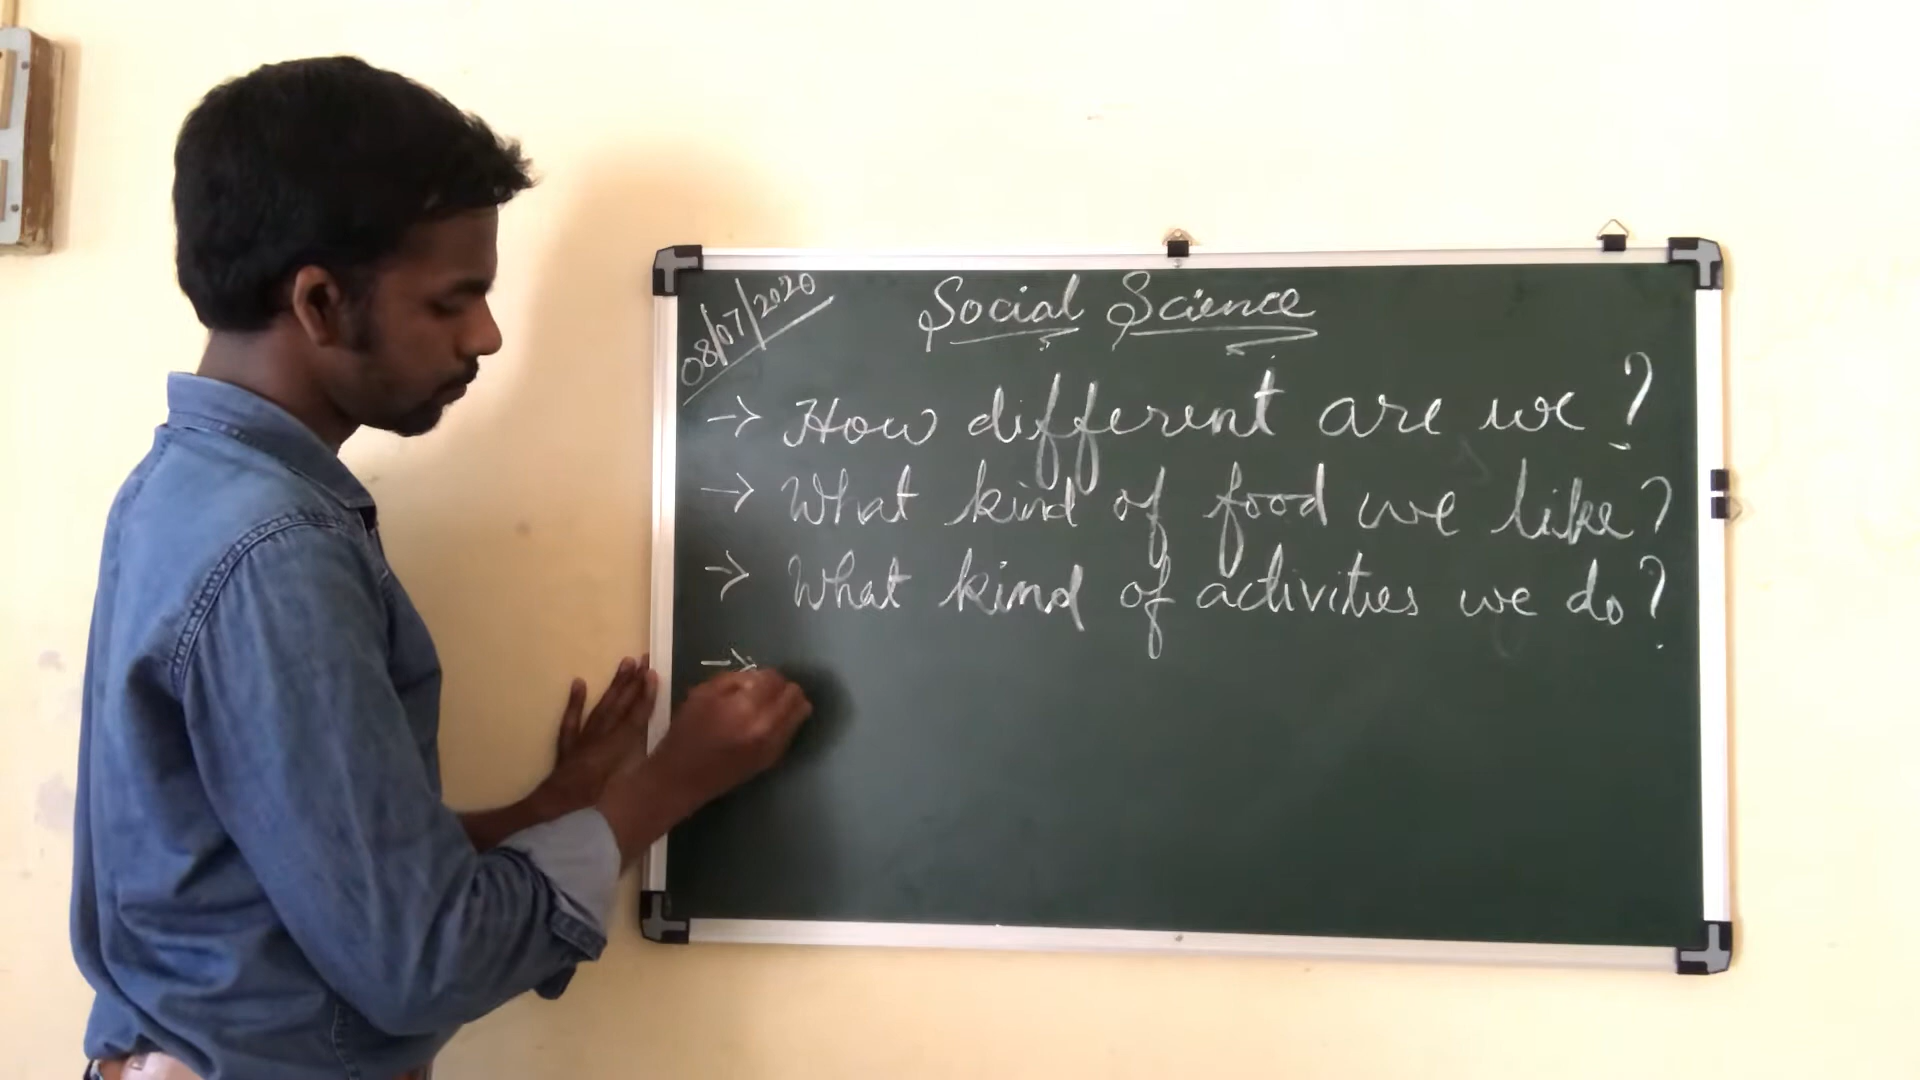 08/07/2020
Social Science
→ How different are we?
→ What kind of food we like?
→ What kind of activities we do?
→